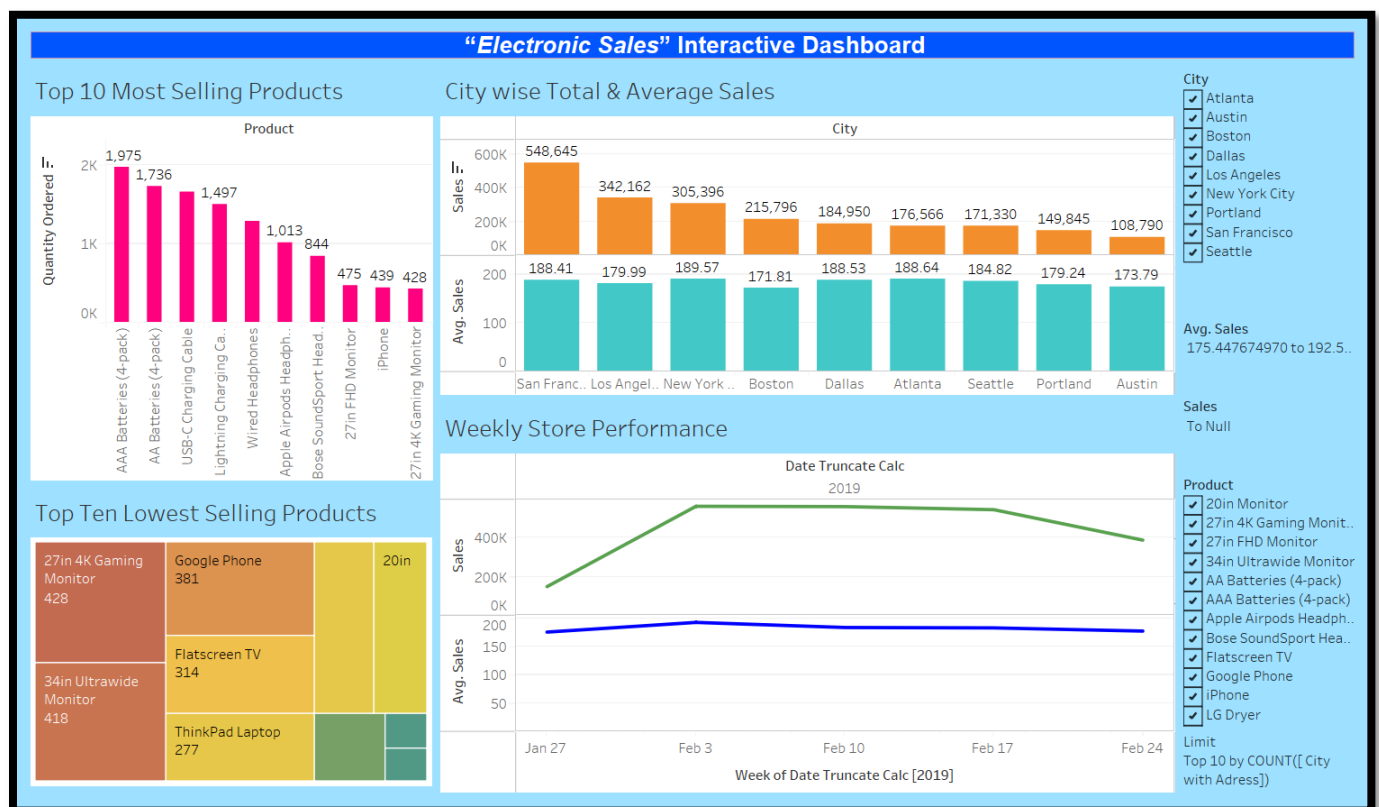 “Electronic Sales” Interactive Dashboard
Top 10 Most Selling Products
Product
Quantity Ordered
2K
1K
0K
1,975
1,736
1,497
1,013
844
475
439
428
AAA Batteries (4-pack)
AA Batteries (4-pack)
USB-C Charging Cable
Lightning Charging Ca..
Wired Headphones
Apple Airpods Headph..
Bose SoundSport Head..
27in FHD Monitor
iPhone
27in 4K Gaming Monitor
Top Ten Lowest Selling Products
27in 4K Gaming
Monitor
428
34in Ultrawide
Monitor
418
Google Phone
381
Flatscreen TV
314
ThinkPad Laptop
277
20in
City wise Total & Average Sales
City
Sales
600K
400K
200K
0K
548,645
342,162
305,396
215,796
184,950
176,566
171,330
149,845
108,790
Avg. Sales
200
100
0
188.41
179.99
189.57
171.81
188.53
188.64
184.82
179.24
173.79
San Franc..
Los Angel..
New York ..
Boston
Dallas
Atlanta
Seattle
Portland
Austin
Weekly Store Performance
Date Truncate Calc
2019
Sales
400K
200K
0K
Avg. Sales
200
150
100
50
Jan 27
Feb 3
Feb 10
Feb 17
Feb 24
Week of Date Truncate Calc [2019]
City
Atlanta
Austin
Boston
Dallas
Los Angeles
New York City
Portland
San Francisco
Seattle
Avg. Sales
175.447674970 to 192.5..
Sales
To Null
Product
20in Monitor
27in 4K Gaming Monit..
27in FHD Monitor
34in Ultrawide Monitor
AA Batteries (4-pack)
AAA Batteries (4-pack)
Apple Airpods Headph..
Bose SoundSport Hea..
Flatscreen TV
Google Phone
iPhone
LG Dryer
Limit
Top 10 by COUNT([ City
with Adress])